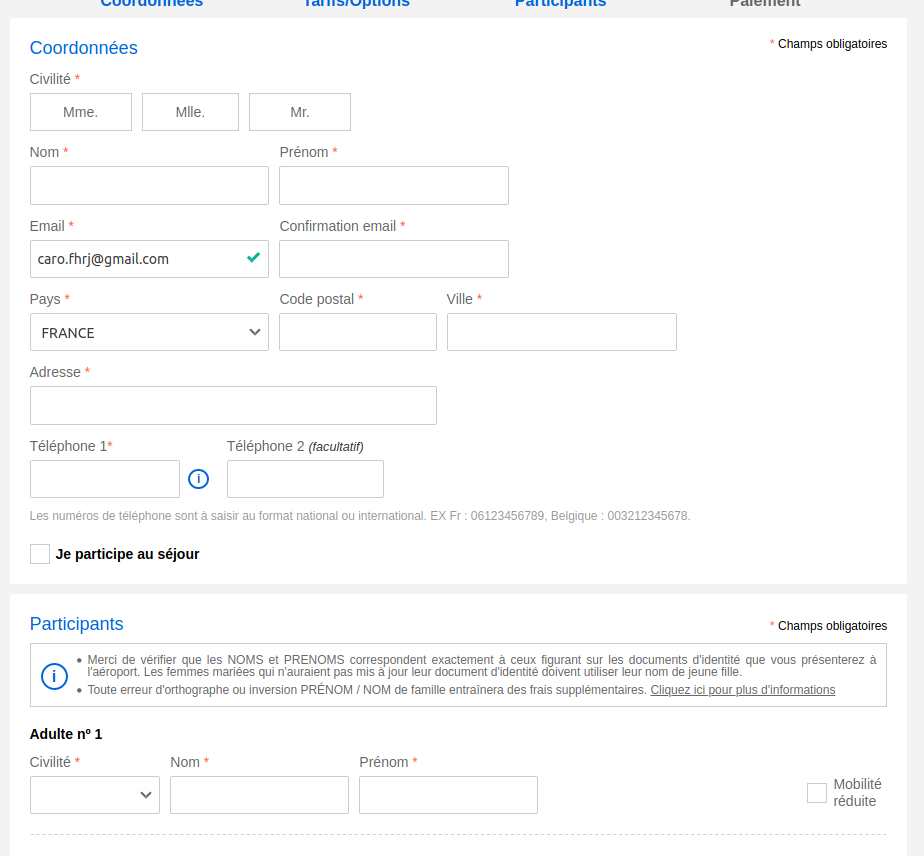 Coordonnées Tarifs/Options Participants Paiement
Coordonnées * Champs obligatoires
Civilité *
Mme. Mlle. Mr.
Nom * Prénom *
Email * Confirmation email *
caro.fhrj@gmail.com
Pays * Code postal * Ville *
FRANCE
Adresse *
Téléphone 1* Téléphone 2 (facultatif)
i
Les numéros de téléphone sont à saisir au format national ou international. EX Fr : 06123456789, Belgique : 003212345678.
Je participe au séjour
Participants * Champs obligatoires
i
• Merci de vérifier que les NOMS et PRENOMS correspondent exactement à ceux figurant sur les documents d'identité que vous présenterez à
l'aéroport. Les femmes mariées qui n'auraient pas mis à jour leur document d'identité doivent utiliser leur nom de jeune fille.
• Toute erreur d'orthographe ou inversion PRÉNOM / NOM de famille entraînera des frais supplémentaires. Cliquez ici pour plus d'informations
Adulte nº 1
Civilité * Nom * Prénom *
Mobilité
réduite